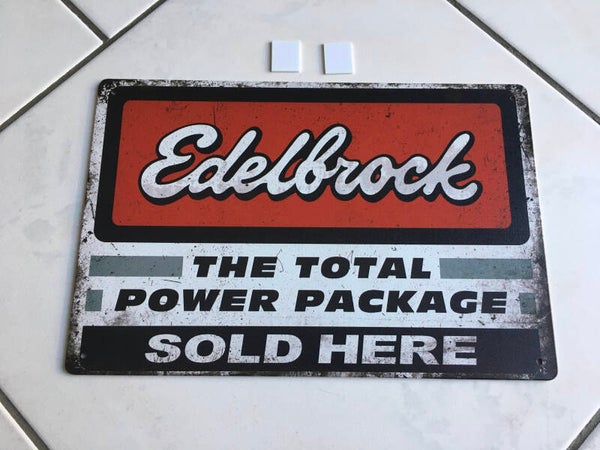 Edelbrock
THE TOTAL
POWER PACKAGE
SOLD HERE